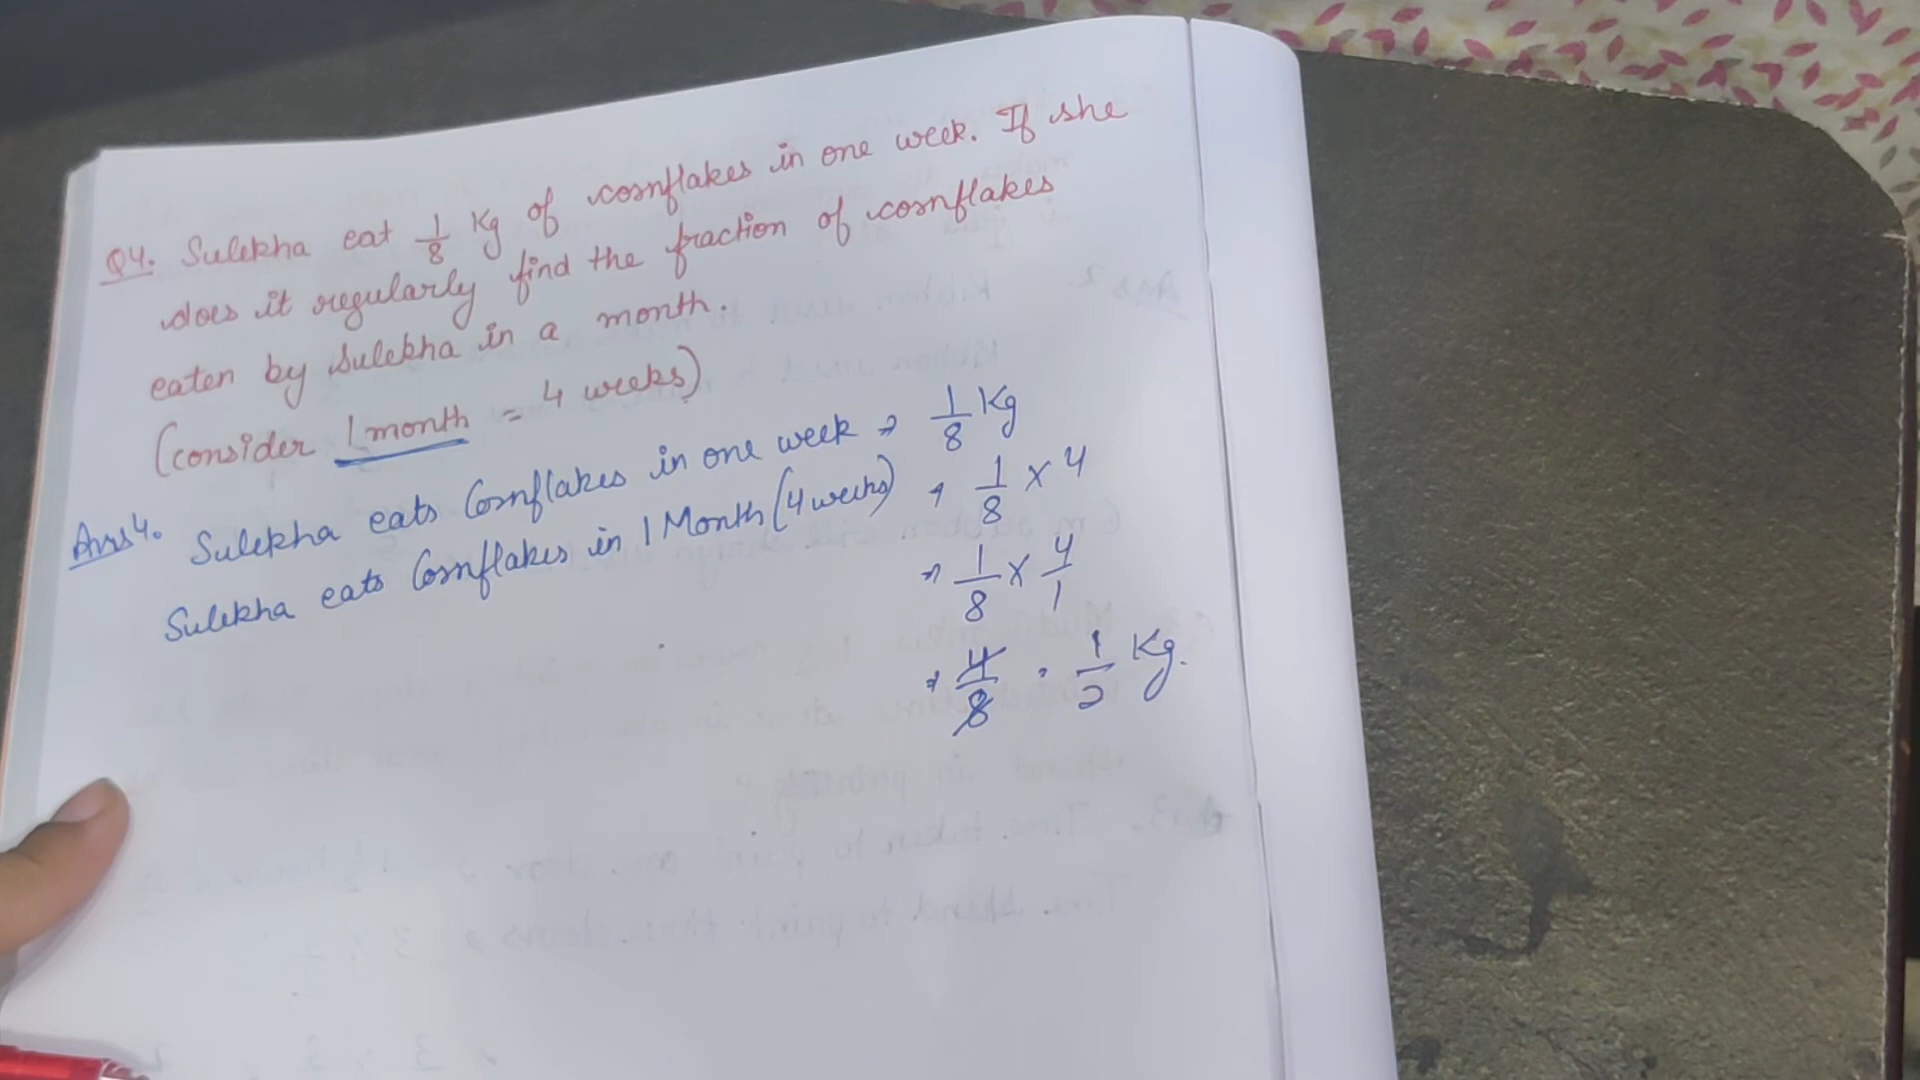 Q4. Sulekha eat 1/8 Kg of cornflakes in one week. If she
does it regularly find the fraction of cornflakes
eaten by Sulekha in a month.
(consider 1 month = 4 weeks)
Ans4. Sulekha eats Cornflakes in one week → 1/8 Kg
Sulekha eats Cornflakes in 1 Month (4 weeks) → 1/8 x 4
→ 1/8 x 4/1
→ 4/8 = 1/2 Kg.